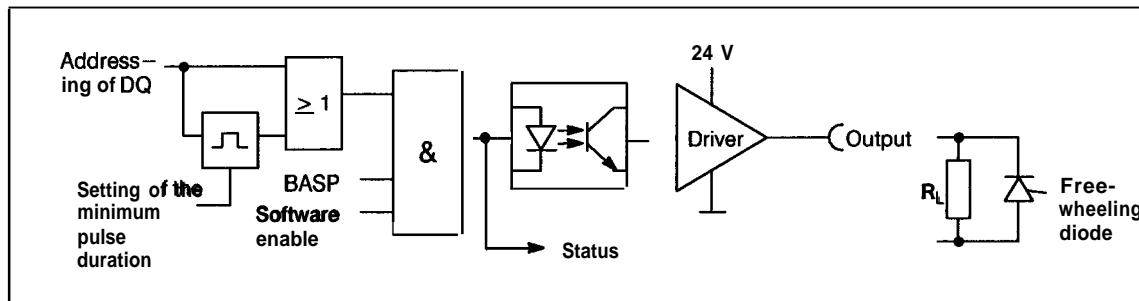 Address–
ing of DQ
≥ 1
Setting of the
minimum
pulse
duration
BASP
Software
enable
&
Status
24 V
Driver
Output
R_L
Free-
wheeling
diode